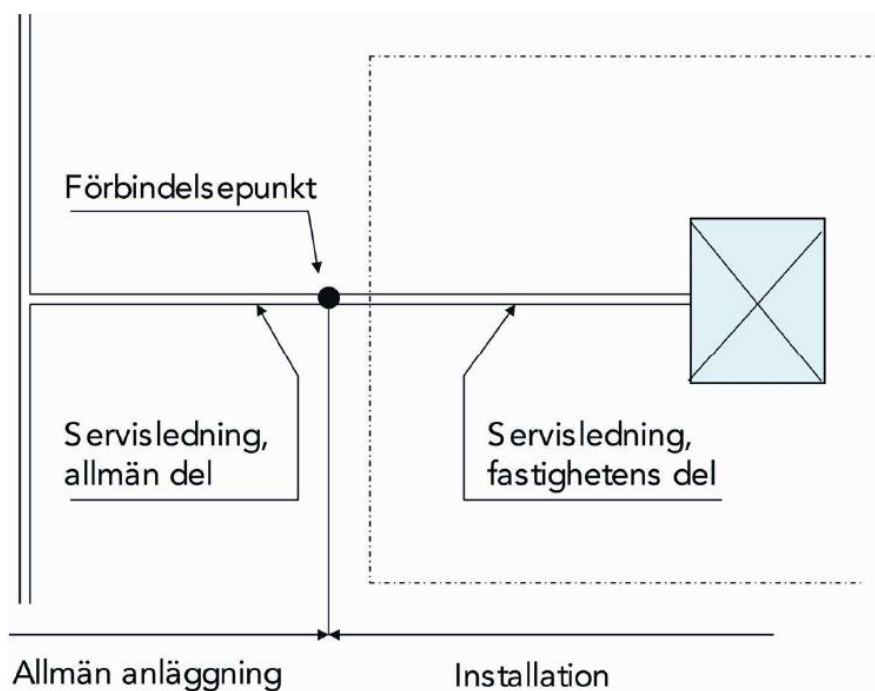 Förbindelsepunkt
Servisledning,
allmän del
Servisledning,
fastighetens del
Allmän anläggning
Installation